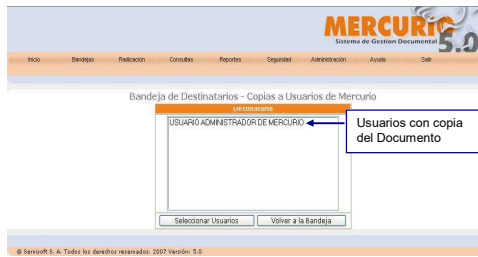 MERCURIO
Sistema de Gestion Documental
5.0
Inicio Bandejas Radicación Consultas Reportes Seguridad Administración Ayuda Salir
Bandeja de Destinatarios - Copias a Usuarios de Mercurio
Destinatario
USUARIO ADMINISTRADOR DE MERCURIO
Usuarios con copia
del Documento
Seleccionar Usuarios Volver a la Bandeja
© Servisoft S. A. Todos los derechos reservados. 2007 Versión: 5.0